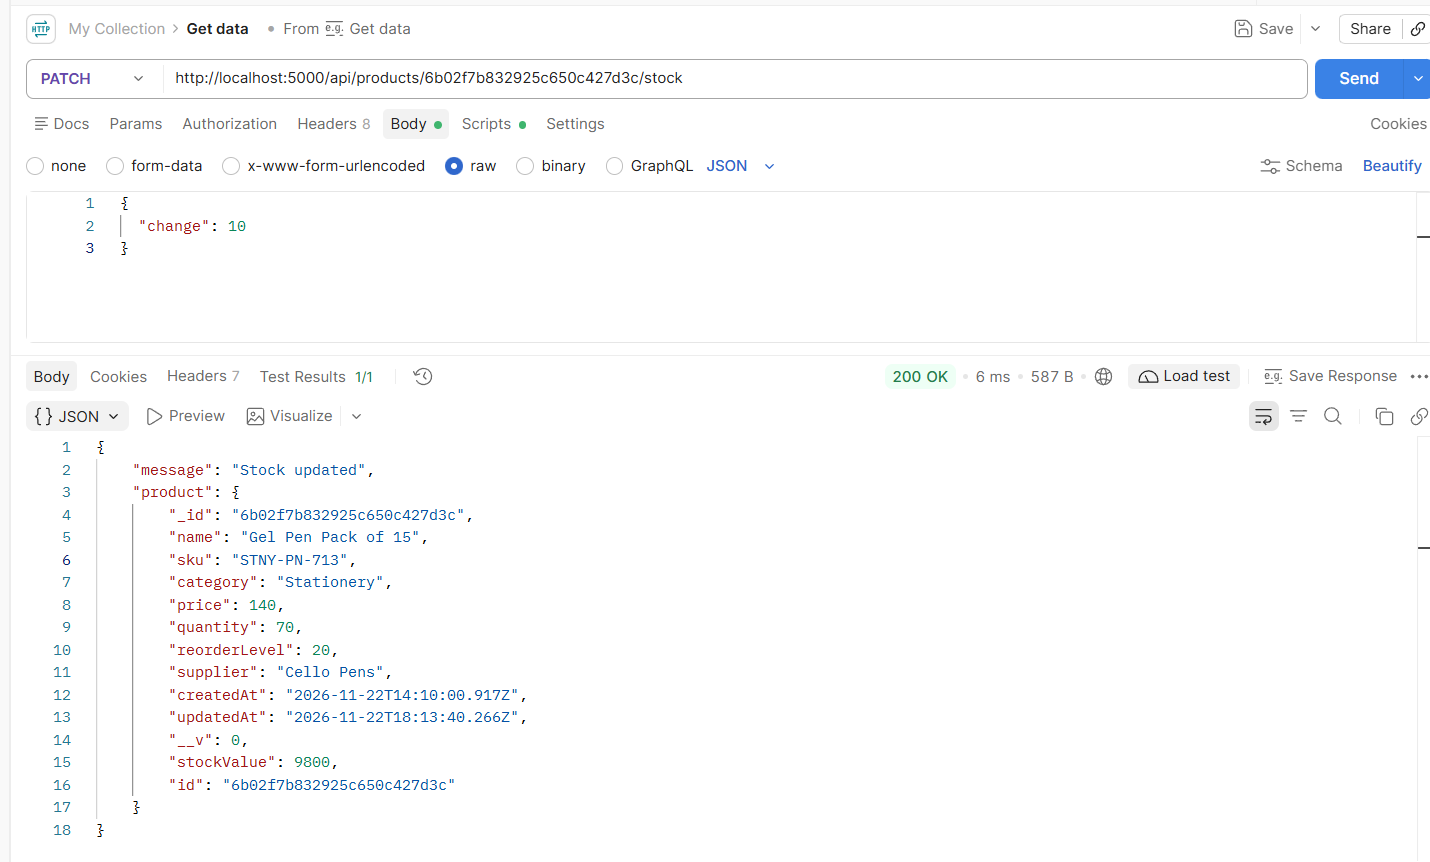 HTTP My Collection > Get data • From e.g. Get data Save Share
PATCH http://localhost:5000/api/products/6b02f7b832925c650c427d3c/stock Send
Docs Params Authorization Headers 8 Body Scripts Settings Cookies
none form-data x-www-form-urlencoded raw binary GraphQL JSON Schema Beautify
1 {
2 "change": 10
3 }
Body Cookies Headers 7 Test Results 1/1 200 OK • 6 ms • 587 B • Load test e.g. Save Response •••
{} JSON Preview Visualize
1 {
2 "message": "Stock updated",
3 "product": {
4 "_id": "6b02f7b832925c650c427d3c",
5 "name": "Gel Pen Pack of 15",
6 "sku": "STNY-PN-713",
7 "category": "Stationery",
8 "price": 140,
9 "quantity": 70,
10 "reorderLevel": 20,
11 "supplier": "Cello Pens",
12 "createdAt": "2026-11-22T14:10:00.917Z",
13 "updatedAt": "2026-11-22T18:13:40.266Z",
14 "__v": 0,
15 "stockValue": 9800,
16 "id": "6b02f7b832925c650c427d3c"
17 }
18 }